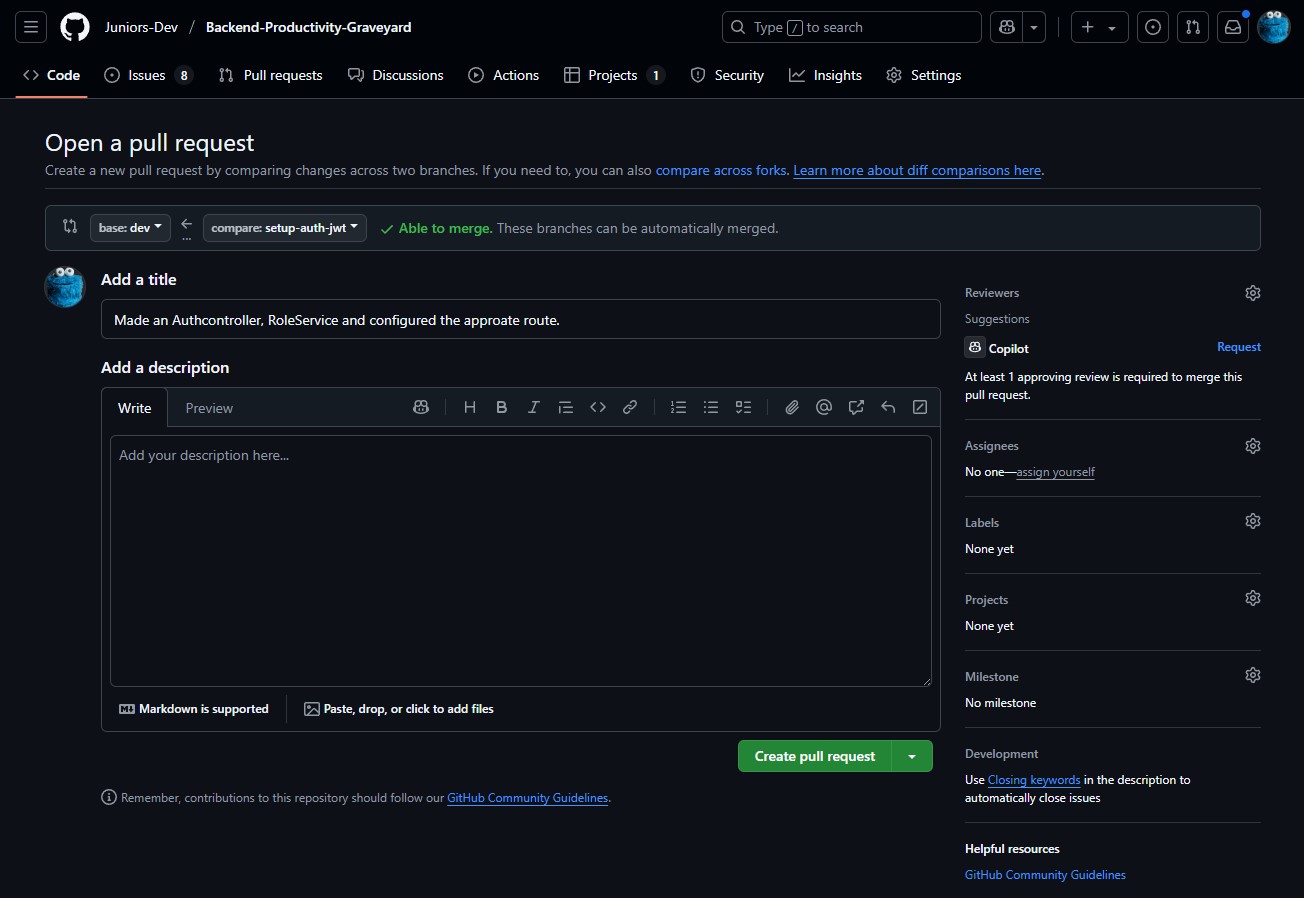 Juniors-Dev / Backend-Productivity-Graveyard
Type / to search
Code
Issues 8
Pull requests
Discussions
Actions
Projects 1
Security
Insights
Settings
Open a pull request
Create a new pull request by comparing changes across two branches. If you need to, you can also compare across forks. Learn more about diff comparisons here.
base: dev
...
compare: setup-auth-jwt
Able to merge. These branches can be automatically merged.
Add a title
Made an Authcontroller, RoleService and configured the approate route.
Add a description
Write
Preview
Add your description here...
Markdown is supported
Paste, drop, or click to add files
Create pull request
Remember, contributions to this repository should follow our GitHub Community Guidelines.
Reviewers
Suggestions
Copilot
Request
At least 1 approving review is required to merge this
pull request.
Assignees
No one—assign yourself
Labels
None yet
Projects
None yet
Milestone
No milestone
Development
Use Closing keywords in the description to
automatically close issues
Helpful resources
GitHub Community Guidelines